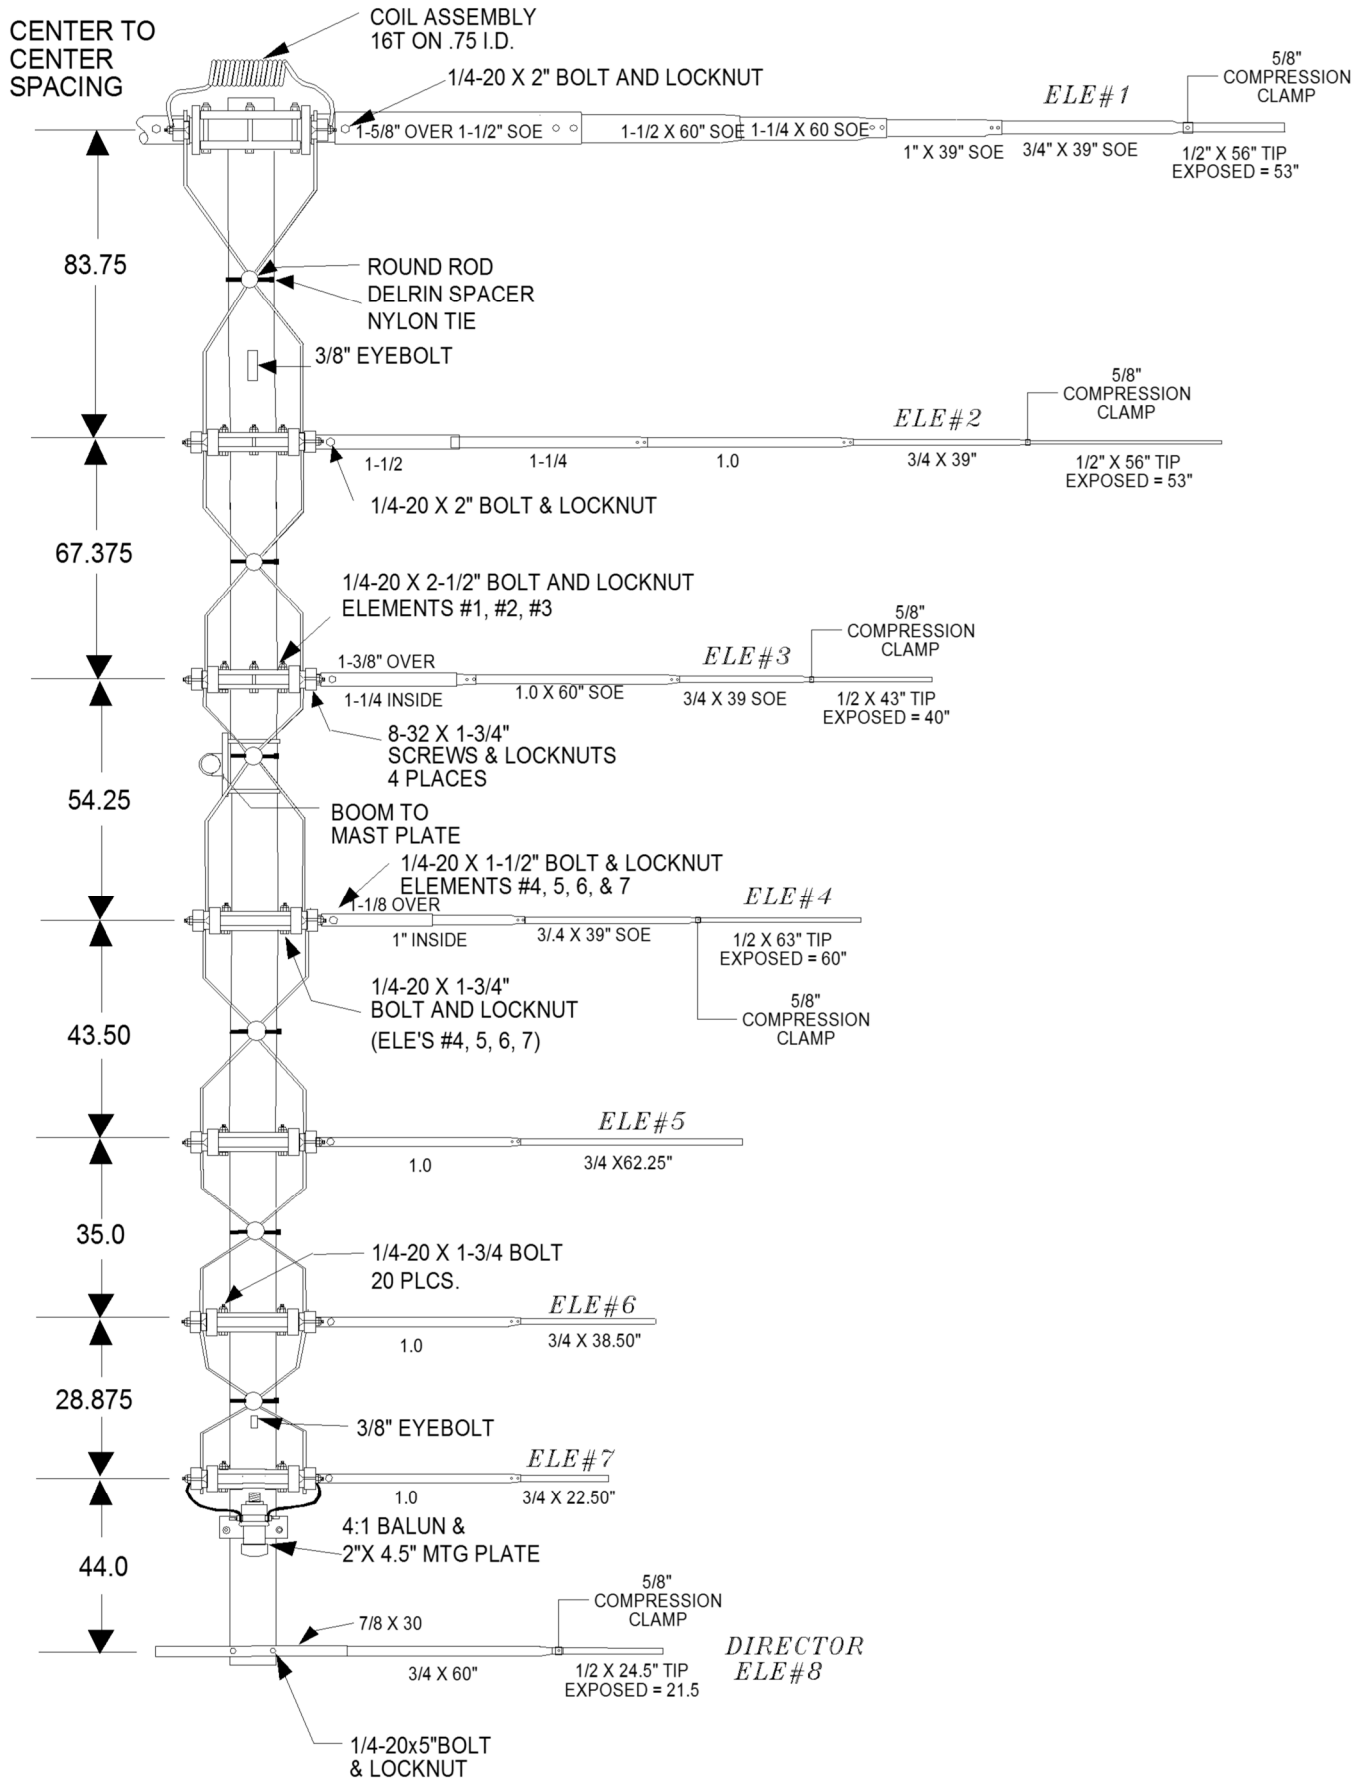 CENTER TO
CENTER
SPACING
COIL ASSEMBLY
16T ON .75 I.D.
1/4-20 X 2" BOLT AND LOCKNUT
ELE#1
5/8"
COMPRESSION
CLAMP
1-5/8" OVER 1-1/2" SOE
1-1/2 X 60" SOE
1-1/4 X 60 SOE
1" X 39" SOE
3/4" X 39" SOE
1/2" X 56" TIP
EXPOSED = 53"
83.75
ROUND ROD
DELRIN SPACER
NYLON TIE
3/8" EYEBOLT
ELE#2
5/8"
COMPRESSION
CLAMP
1-1/2
1-1/4
1.0
3/4 X 39"
1/2" X 56" TIP
EXPOSED = 53"
1/4-20 X 2" BOLT & LOCKNUT
67.375
1/4-20 X 2-1/2" BOLT AND LOCKNUT
ELEMENTS #1, #2, #3
ELE#3
5/8"
COMPRESSION
CLAMP
1-3/8" OVER
1-1/4 INSIDE
1.0 X 60" SOE
3/4 X 39 SOE
1/2 X 43" TIP
EXPOSED = 40"
8-32 X 1-3/4"
SCREWS & LOCKNUTS
4 PLACES
54.25
BOOM TO
MAST PLATE
1/4-20 X 1-1/2" BOLT & LOCKNUT
ELEMENTS #4, 5, 6, & 7
ELE#4
1-1/8 OVER
1" INSIDE
3/.4 X 39" SOE
1/2 X 63" TIP
EXPOSED = 60"
5/8"
COMPRESSION
CLAMP
1/4-20 X 1-3/4"
BOLT AND LOCKNUT
(ELE'S #4, 5, 6, 7)
43.50
ELE#5
1.0
3/4 X62.25"
35.0
1/4-20 X 1-3/4 BOLT
20 PLCS.
ELE#6
1.0
3/4 X 38.50"
28.875
3/8" EYEBOLT
ELE#7
1.0
3/4 X 22.50"
4:1 BALUN &
2"X 4.5" MTG PLATE
44.0
5/8"
COMPRESSION
CLAMP
7/8 X 30
3/4 X 60"
1/2 X 24.5" TIP
EXPOSED = 21.5
DIRECTOR
ELE#8
1/4-20x5"BOLT
& LOCKNUT